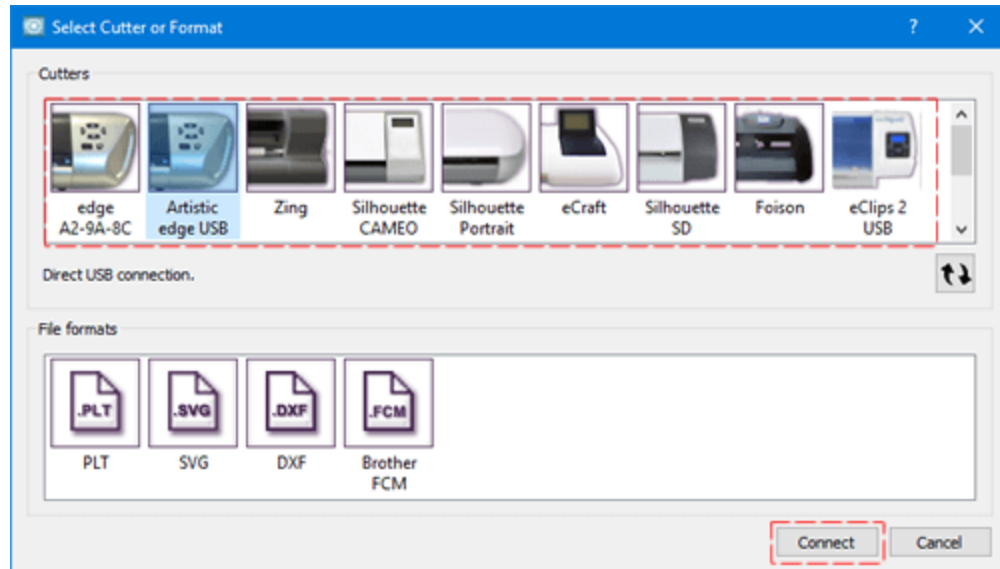 Select Cutter or Format
?
Cutters
edge
A2-9A-8C
Artistic
edge USB
Zing
Silhouette
CAMEO
Silhouette
Portrait
eCraft
Silhouette
SD
Foison
eClips 2
USB
Direct USB connection.
File formats
.PLT
.SVG
.DXF
.FCM
PLT
SVG
DXF
Brother
FCM
Connect
Cancel